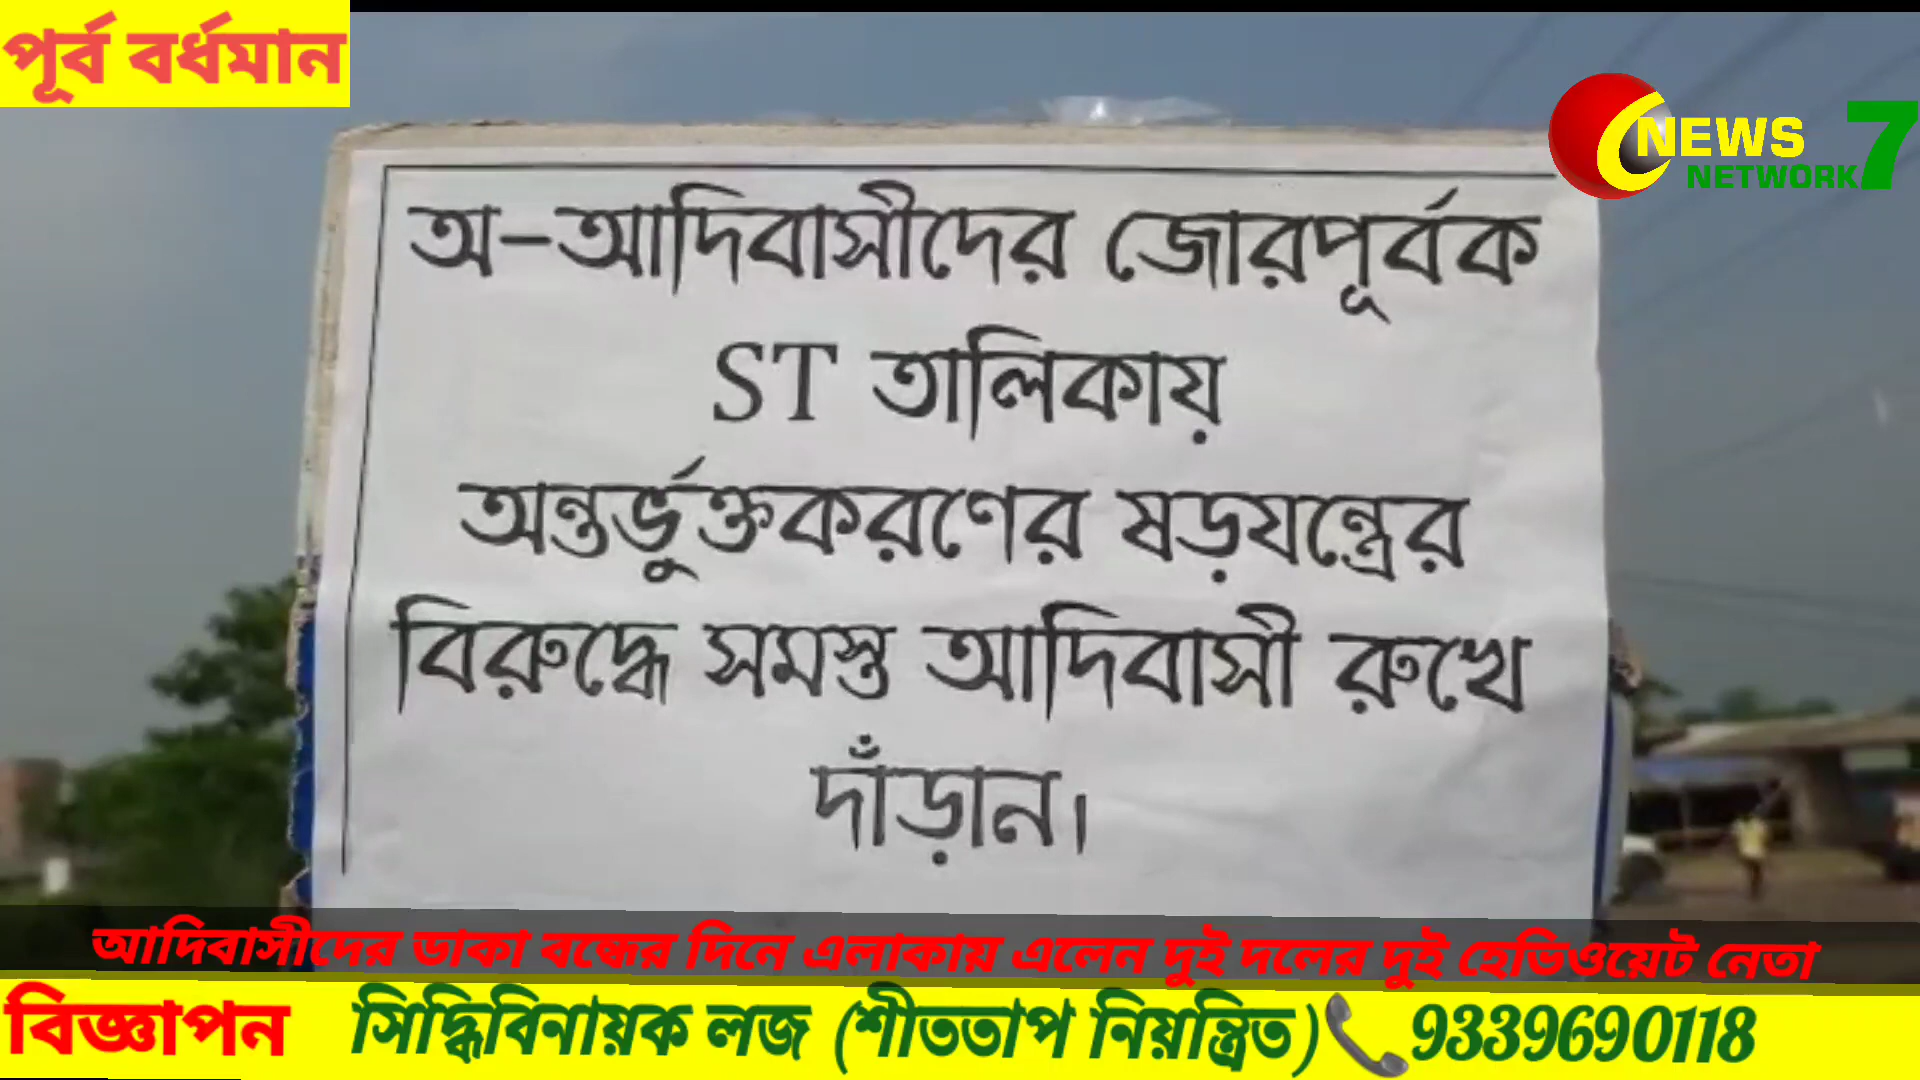 পূর্ব বর্ধমান
NEWS
NETWORK 7
অ-আদিবাসীদের জোরপূর্বক
ST তালিকায়
অন্তর্ভুক্তকরণের ষড়যন্ত্রের
বিরুদ্ধে সমস্ত আদিবাসী রুখে
দাঁড়ান।
আদিবাসীদের ডাকা বন্ধের দিনে এলাকায় এলেন দুই দলের দুই হেভিওয়েট নেতা
বিজ্ঞাপন সিদ্ধিবিনায়ক লজ (শীততাপ নিয়ন্ত্রিত) 9339690118